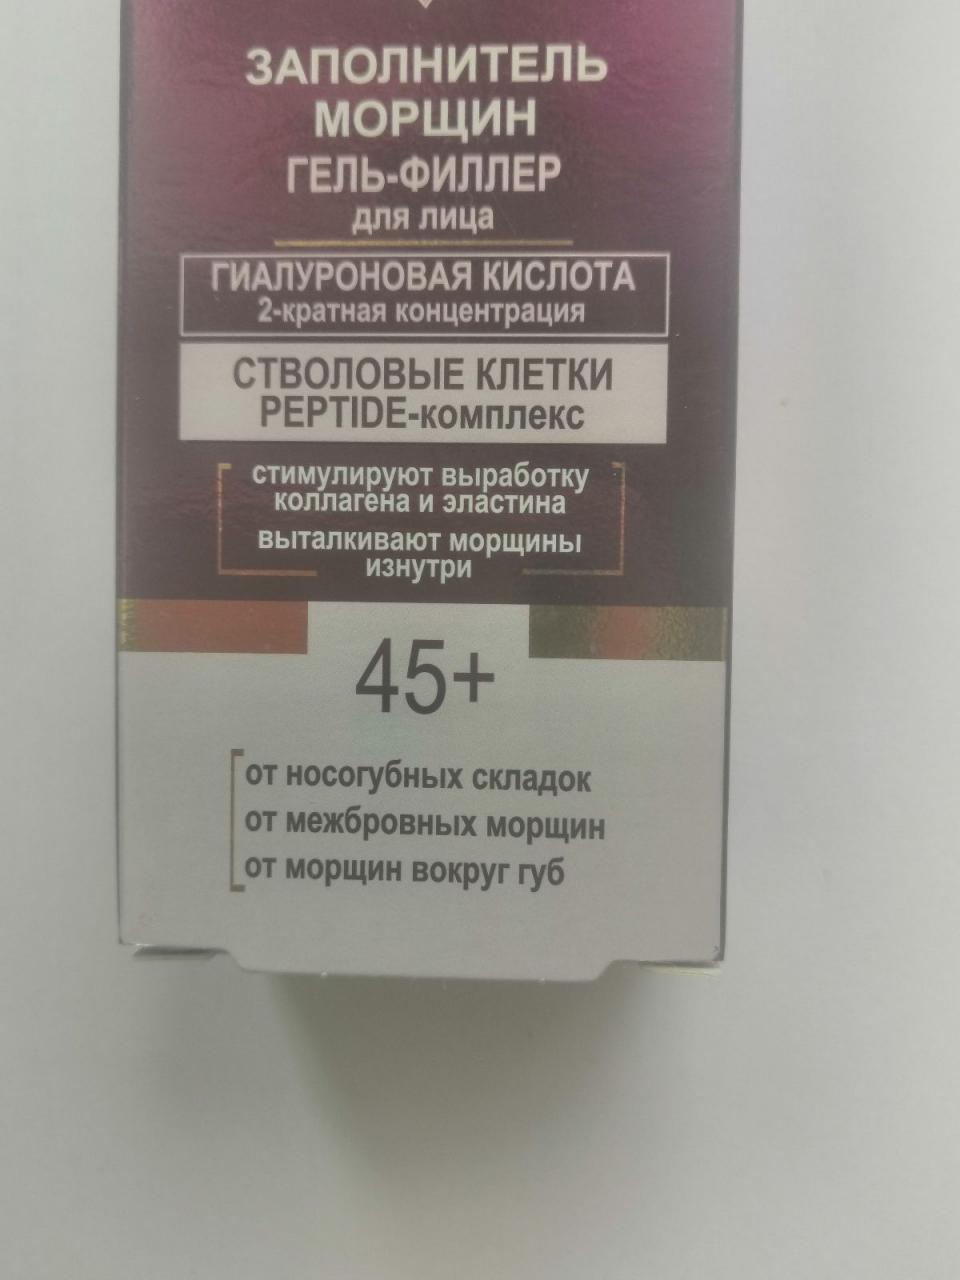 ЗАПОЛНИТЕЛЬ
МОРЩИН
ГЕЛЬ-ФИЛЛЕР
для лица
ГИАЛУРОНОВАЯ КИСЛОТА
2-кратная концентрация
СТВОЛОВЫЕ КЛЕТКИ
PEPTIDE-комплекс
стимулируют выработку
коллагена и эластина
выталкивают морщины
изнутри
45+
от носогубных складок
от межбровных морщин
от морщин вокруг губ